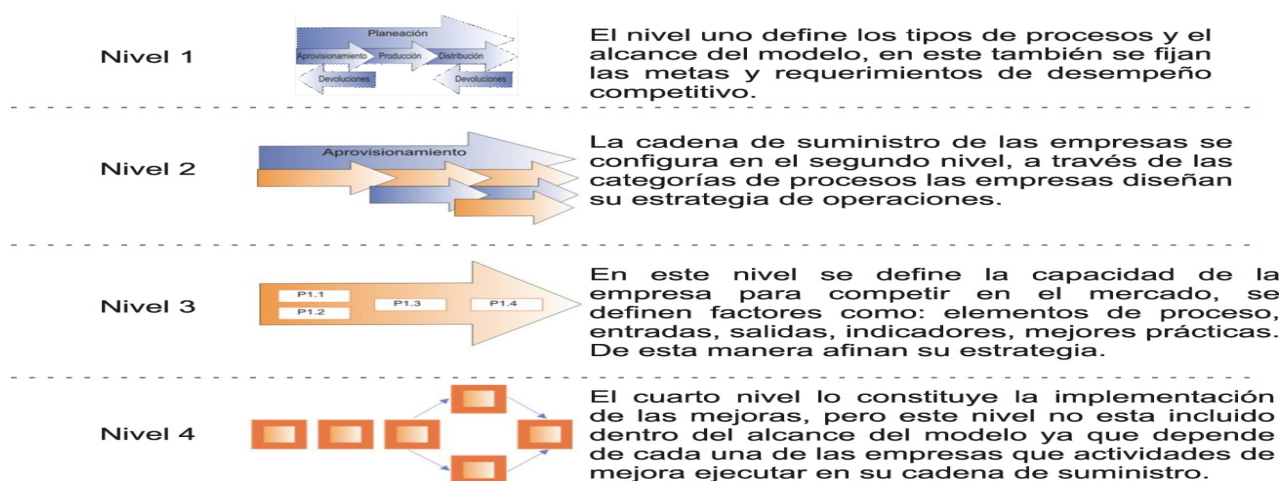 Nivel 1
Planeación
Aprovisionamiento Producción Distribución
Devoluciones Devoluciones
El nivel uno define los tipos de procesos y el
alcance del modelo, en este también se fijan
las metas y requerimientos de desempeño
competitivo.
Nivel 2
Aprovisionamiento
La cadena de suministro de las empresas se
configura en el segundo nivel, a través de las
categorías de procesos las empresas diseñan
su estrategia de operaciones.
Nivel 3
P1.1
P1.2
P1.3
P1.4
En este nivel se define la capacidad de la
empresa para competir en el mercado, se
definen factores como: elementos de proceso,
entradas, salidas, indicadores, mejores prácticas.
De esta manera afinan su estrategia.
Nivel 4
El cuarto nivel lo constituye la implementación
de las mejoras, pero este nivel no esta incluido
dentro del alcance del modelo ya que depende
de cada una de las empresas que actividades de
mejora ejecutar en su cadena de suministro.